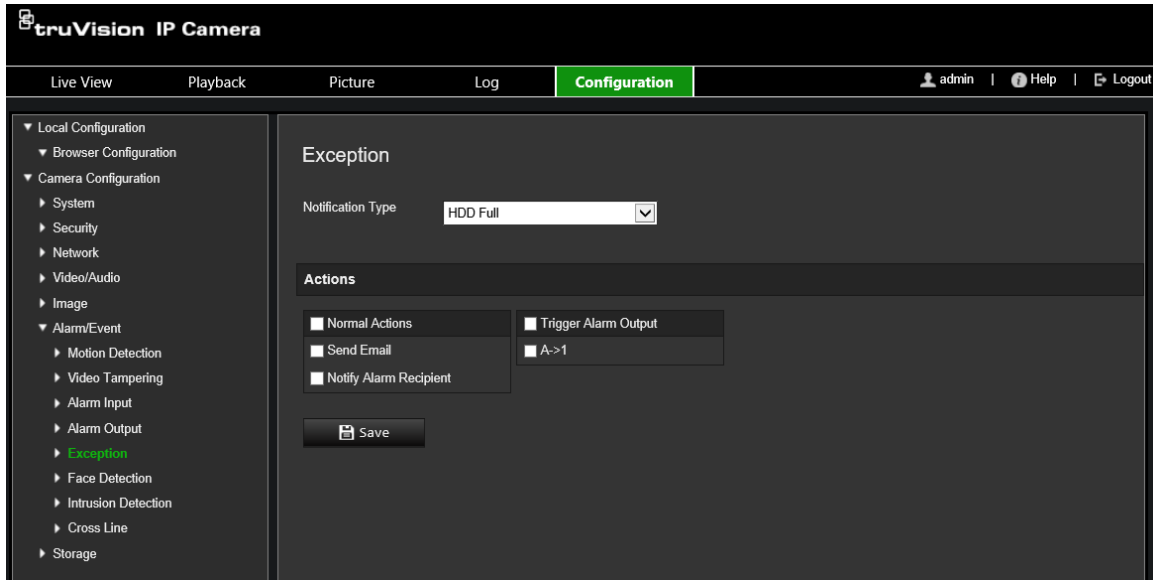 truVision IP Camera
Live View Playback Picture Log Configuration admin | Help | Logout
Local Configuration
Browser Configuration
Camera Configuration
System
Security
Network
Video/Audio
Image
Alarm/Event
Motion Detection
Video Tampering
Alarm Input
Alarm Output
Exception
Face Detection
Intrusion Detection
Cross Line
Storage
Exception
Notification Type HDD Full
Actions
Normal Actions Trigger Alarm Output
Send Email A->1
Notify Alarm Recipient
Save